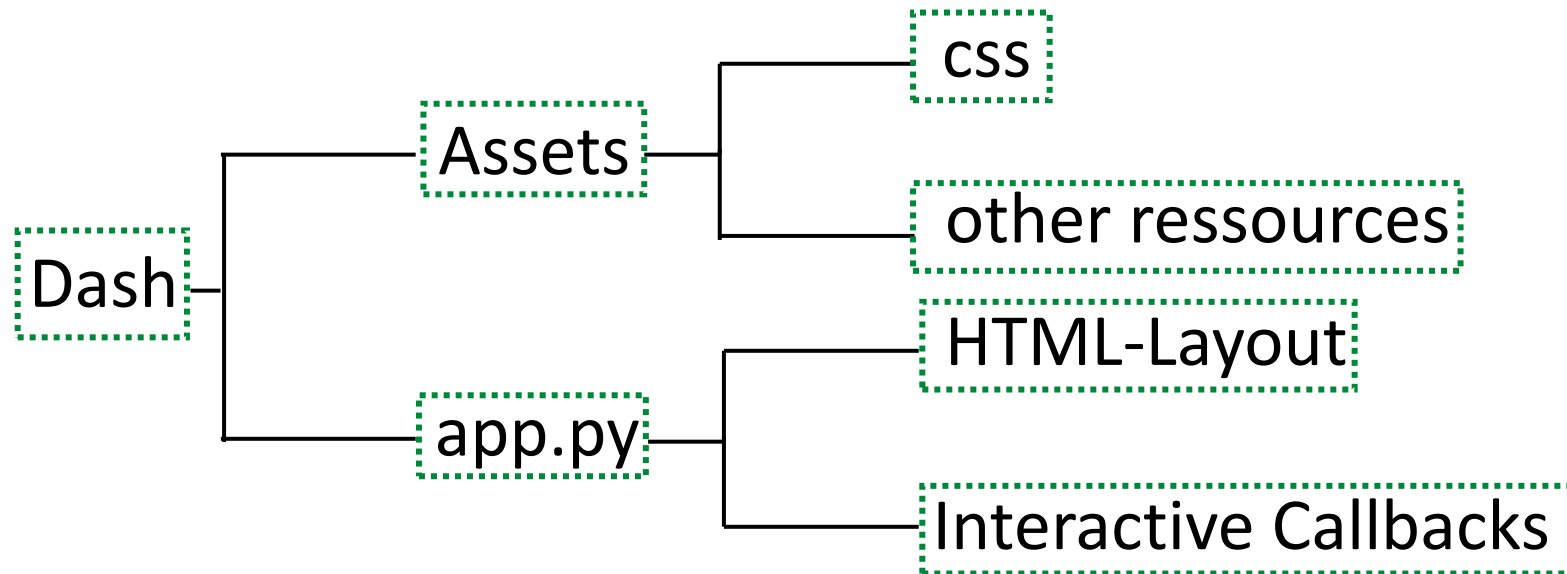 Dash
Assets
css
other ressources
app.py
HTML-Layout
Interactive Callbacks